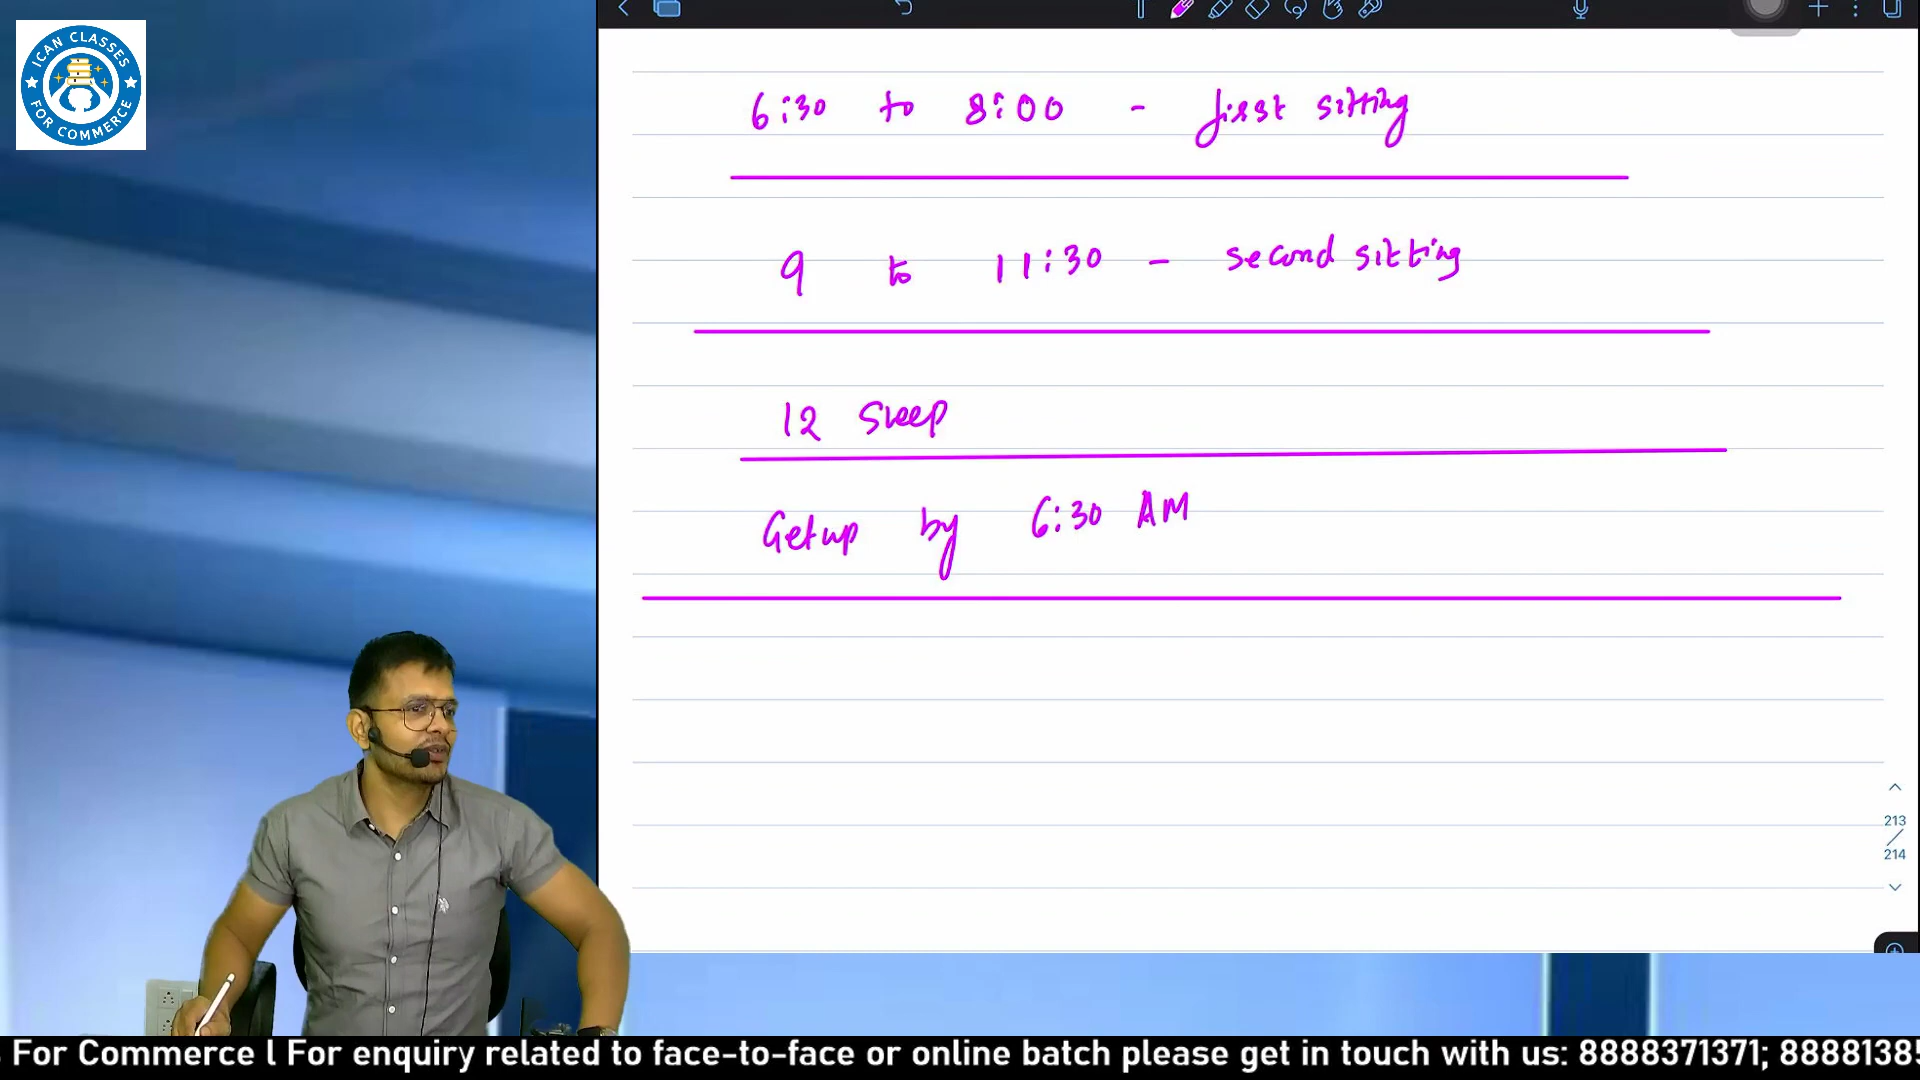 ICAN CLASSES
FOR COMMERCE
6:30 to 8:00 - first sitting
9 to 11:30 - second sitting
12 Sleep
Getup by 6:30 AM
213
214
For Commerce l For enquiry related to face-to-face or online batch please get in touch with us: 8888371371; 88881385